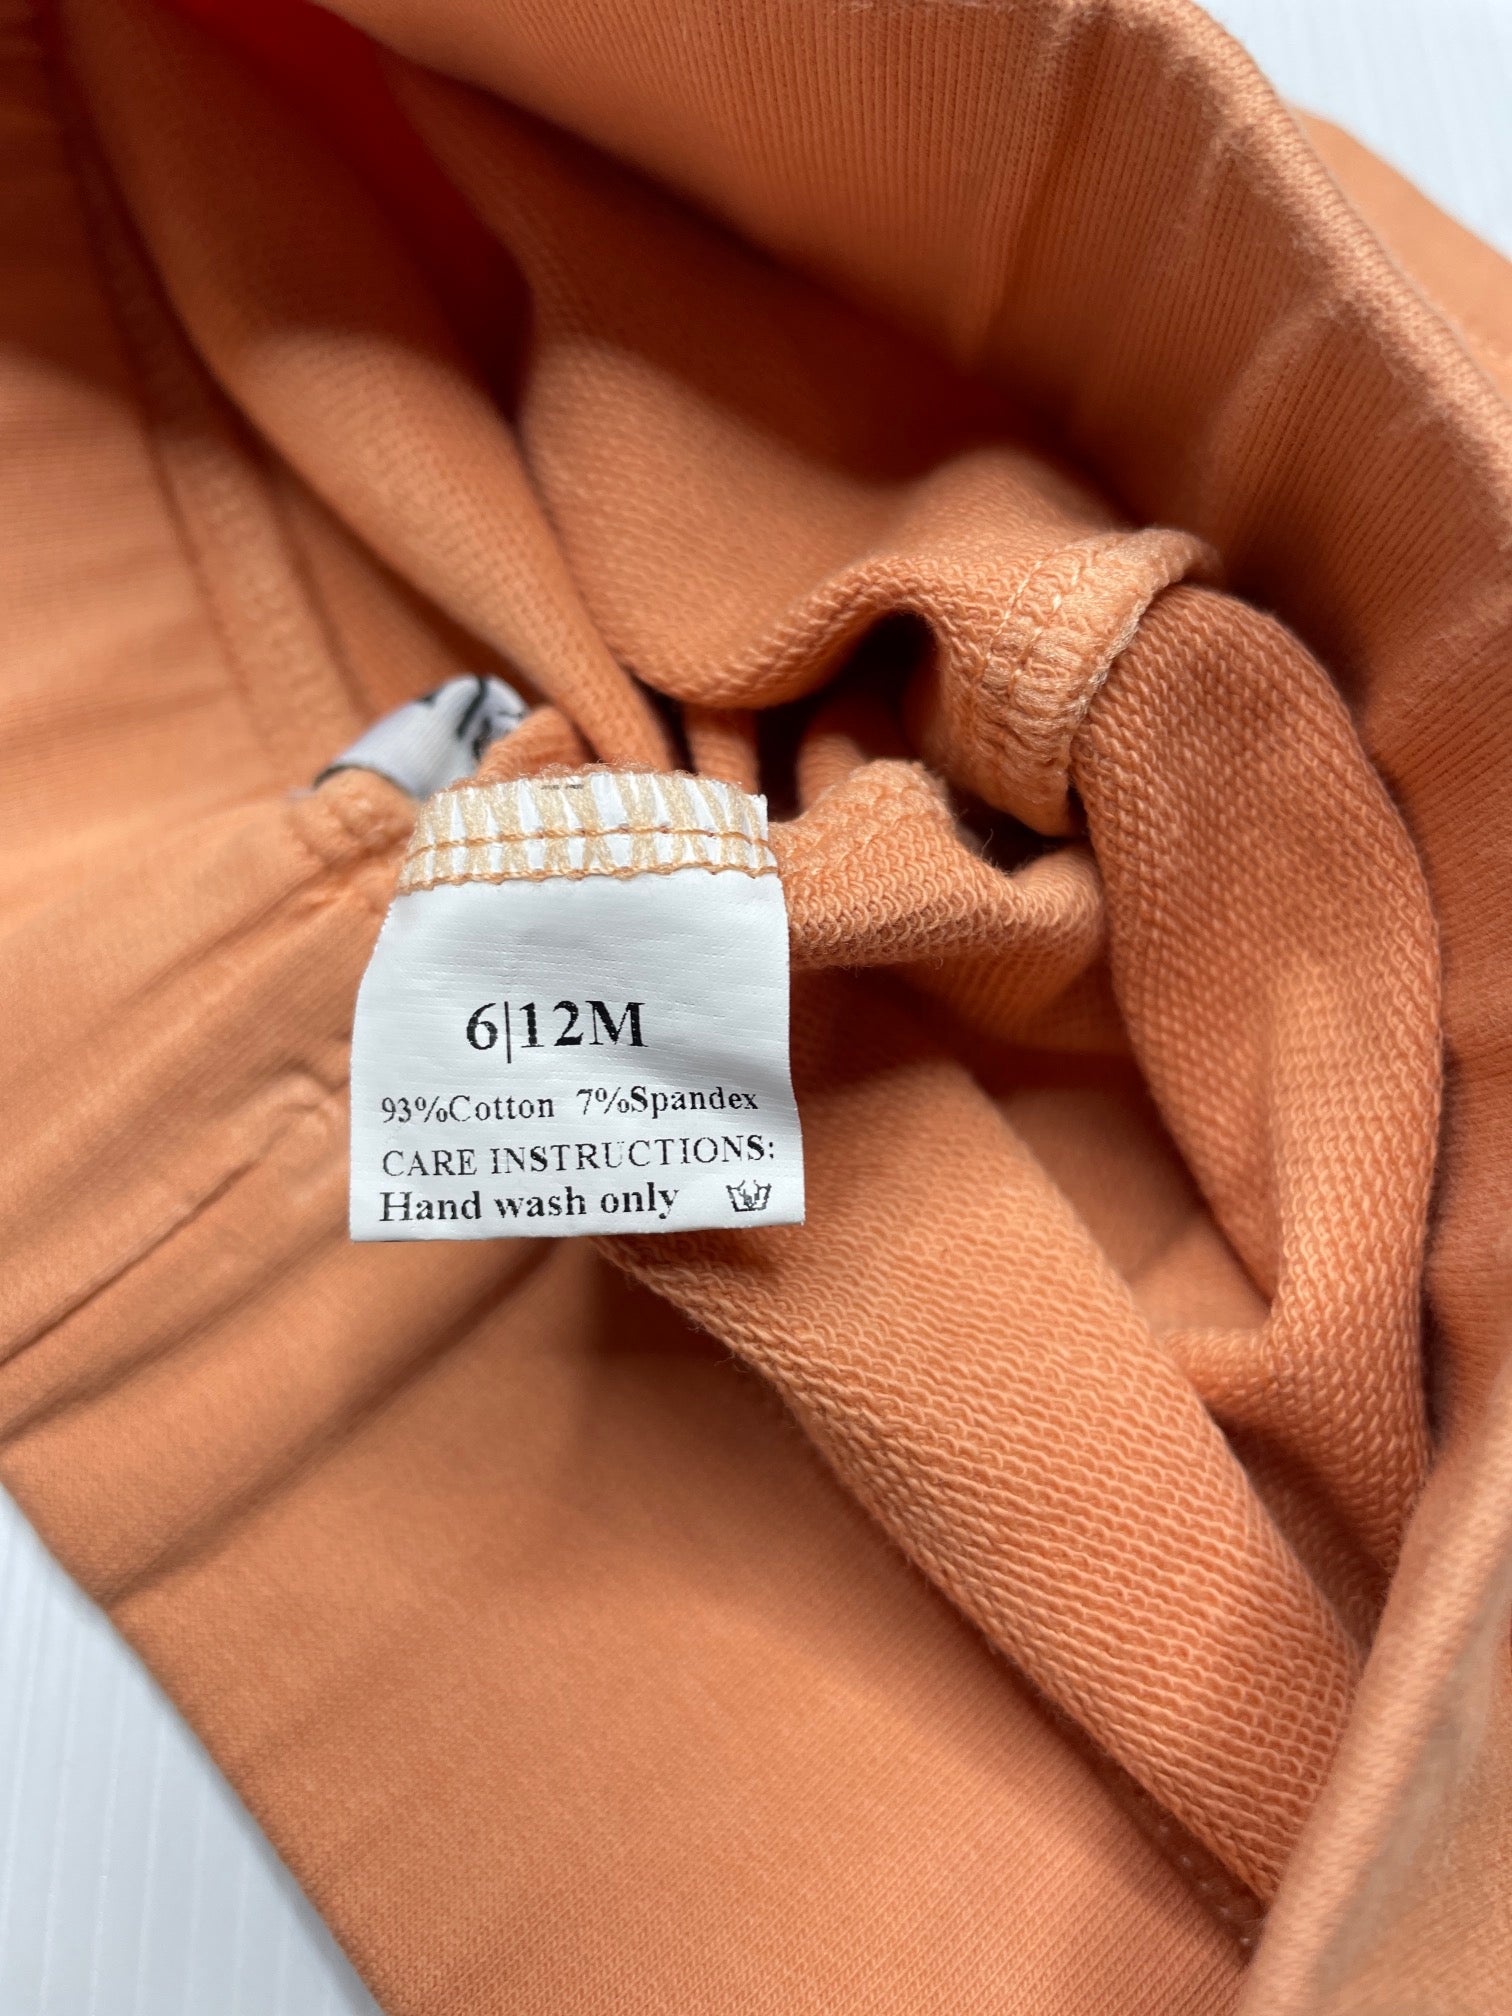 6|12M
93%Cotton 7%Spandex
CARE INSTRUCTIONS:
Hand wash only